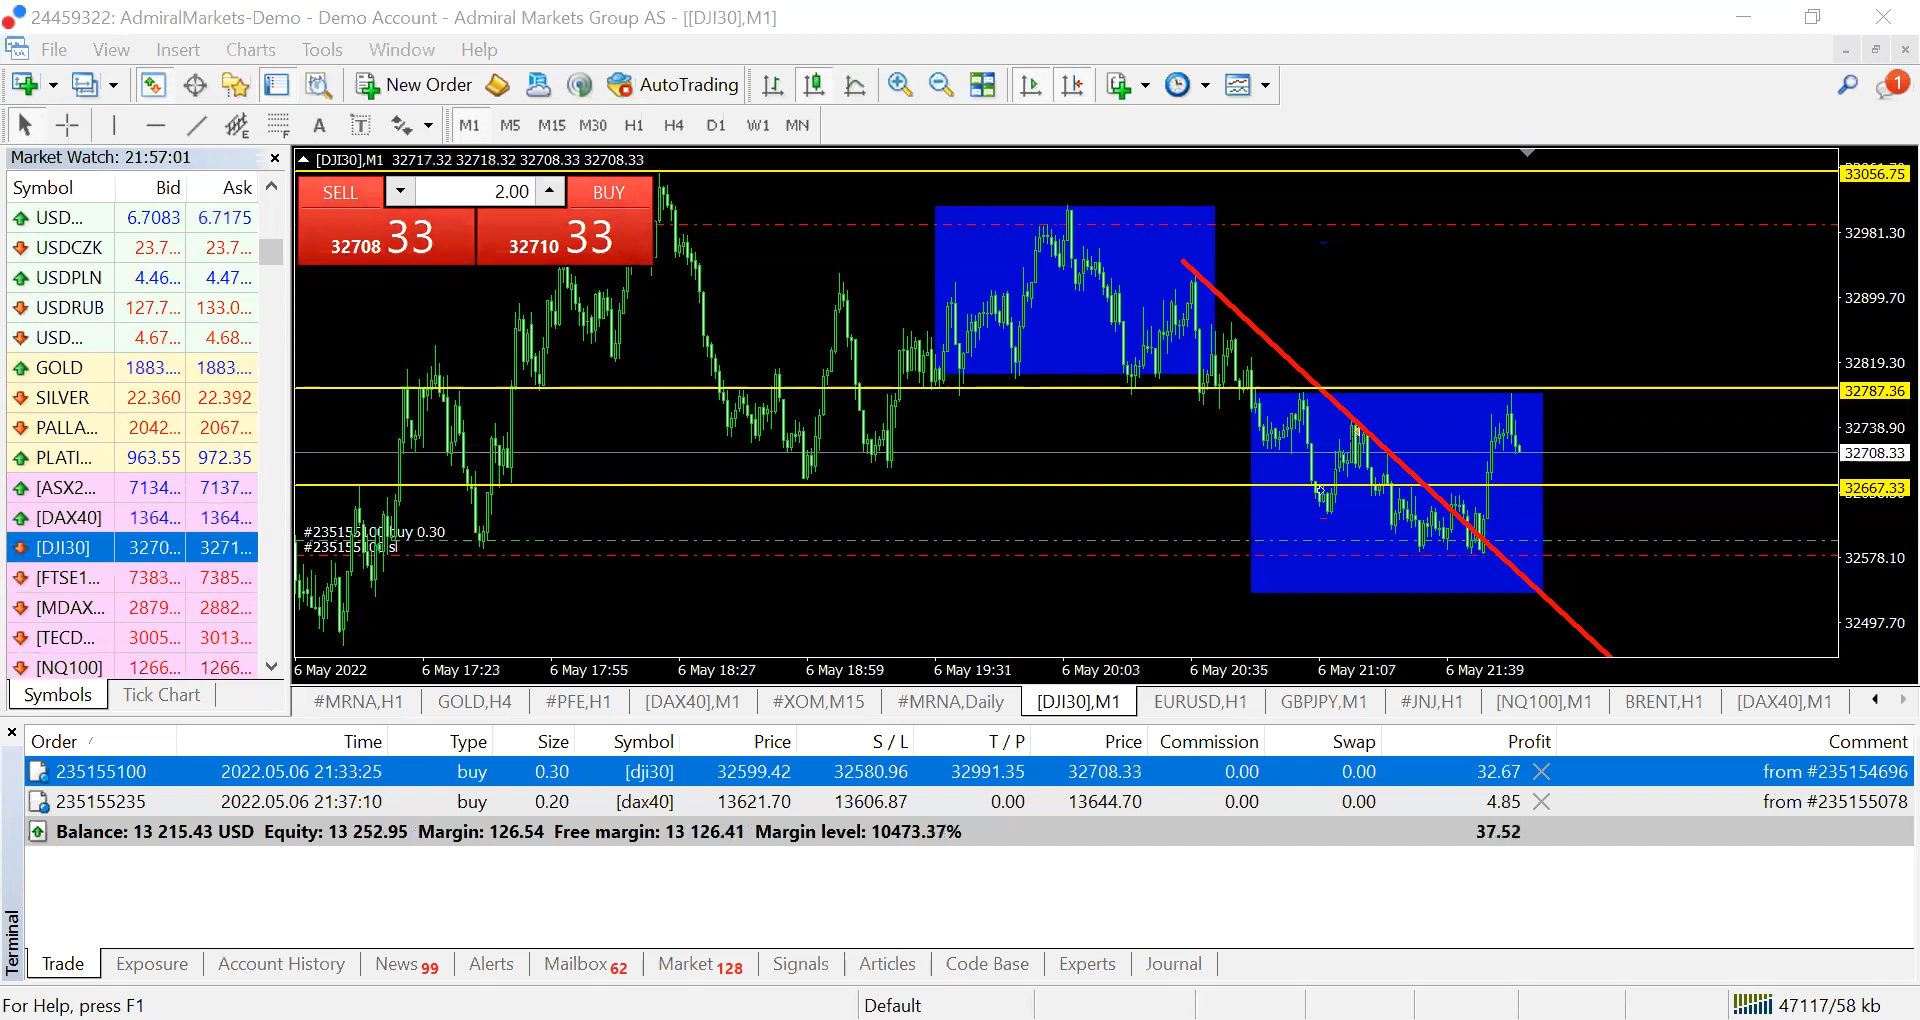 24459322: AdmiralMarkets-Demo - Demo Account - Admiral Markets Group AS - [[DJI30],M1]
File View Insert Charts Tools Window Help
New Order AutoTrading 1
A T M1 M5 M15 M30 H1 H4 D1 W1 MN
Market Watch: 21:57:01
Symbol Bid Ask
USD... 6.7083 6.7175
USDCZK 23.7... 23.7...
USDPLN 4.46... 4.47...
USDRUB 127.7... 133.0...
USD... 4.67... 4.68...
GOLD 1883.... 1883....
SILVER 22.360 22.392
PALLA... 2042... 2067...
PLATI... 963.55 972.35
[ASX2... 7134... 7137...
[DAX40] 1364... 1364...
[DJI30] 3270... 3271...
[FTSE1... 7383... 7385...
[MDAX... 2879... 2882...
[TECD... 3005... 3013...
[NQ100] 1266... 1266...
Symbols Tick Chart
[DJI30],M1 32717.32 32718.32 32708.33 32708.33
SELL 2.00 BUY
32708 33 32710 33
33056.75
32981.30
32899.70
32819.30
32787.36
32738.90
32708.33
32667.33
32578.10
32497.70
#235155100 buy 0.30
#235155100 sl
6 May 2022 6 May 17:23 6 May 17:55 6 May 18:27 6 May 18:59 6 May 19:31 6 May 20:03 6 May 20:35 6 May 21:07 6 May 21:39
#MRNA,H1 GOLD,H4 #PFE,H1 [DAX40],M1 #XOM,M15 #MRNA,Daily [DJI30],M1 EURUSD,H1 GBPJPY,M1 #JNJ,H1 [NQ100],M1 BRENT,H1 [DAX40],M1
Order Time Type Size Symbol Price S / L T / P Price Commission Swap Profit Comment
235155100 2022.05.06 21:33:25 buy 0.30 [dji30] 32599.42 32580.96 32991.35 32708.33 0.00 0.00 32.67 from #235154696
235155235 2022.05.06 21:37:10 buy 0.20 [dax40] 13621.70 13606.87 0.00 13644.70 0.00 0.00 4.85 from #235155078
Balance: 13 215.43 USD Equity: 13 252.95 Margin: 126.54 Free margin: 13 126.41 Margin level: 10473.37% 37.52
Terminal
Trade Exposure Account History News 99 Alerts Mailbox 62 Market 128 Signals Articles Code Base Experts Journal
For Help, press F1 Default 47117/58 kb